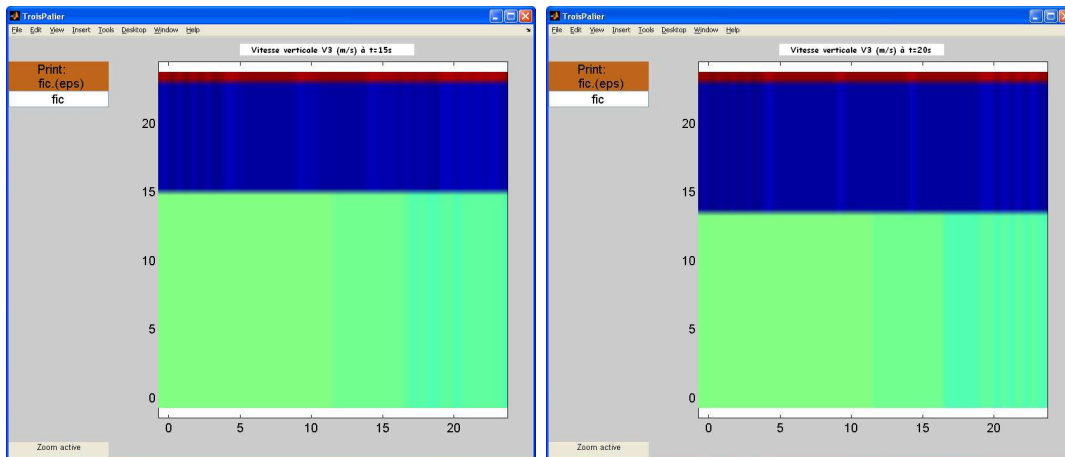 TroisPalier
File Edit View Insert Tools Desktop Window Help
Vitesse verticale V3 (m/s) à t=15s
Print:
fic.(eps)
fic
20
15
10
5
0
0 5 10 15 20
Zoom active
TroisPalier
File Edit View Insert Tools Desktop Window Help
Vitesse verticale V3 (m/s) à t=20s
Print:
fic.(eps)
fic
20
15
10
5
0
0 5 10 15 20
Zoom active